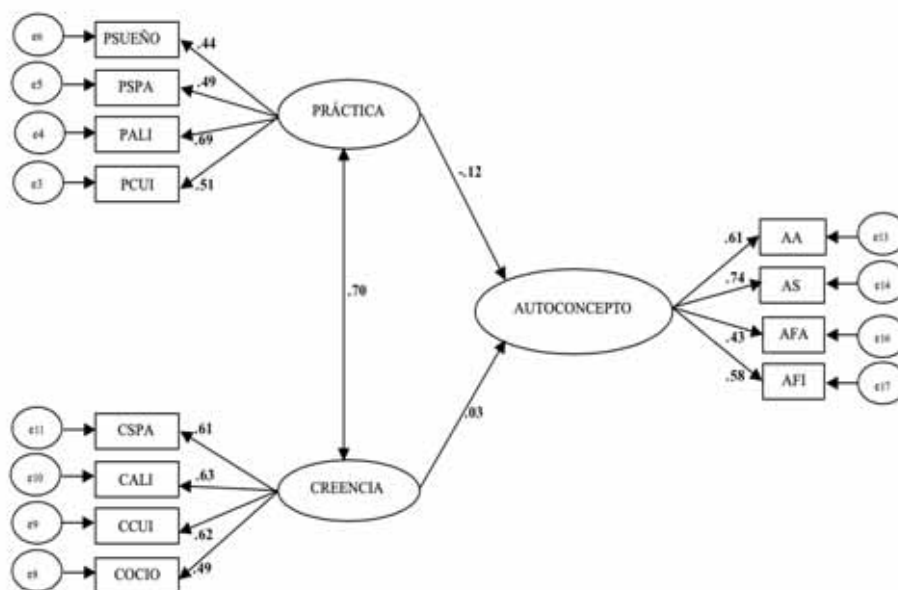 e6
PSUEÑO
.44
e5
PSPA
.49
e4
PALI
.69
e3
PCUI
.51
PRÁCTICA
-.12
.70
AUTOCONCEPTO
.61
AA
e13
.74
AS
e14
.43
AFA
e16
.58
AFI
e17
.03
e11
CSPA
.61
e10
CALI
.63
e9
CCUI
.62
e8
COCIO
.49
CREENCIA